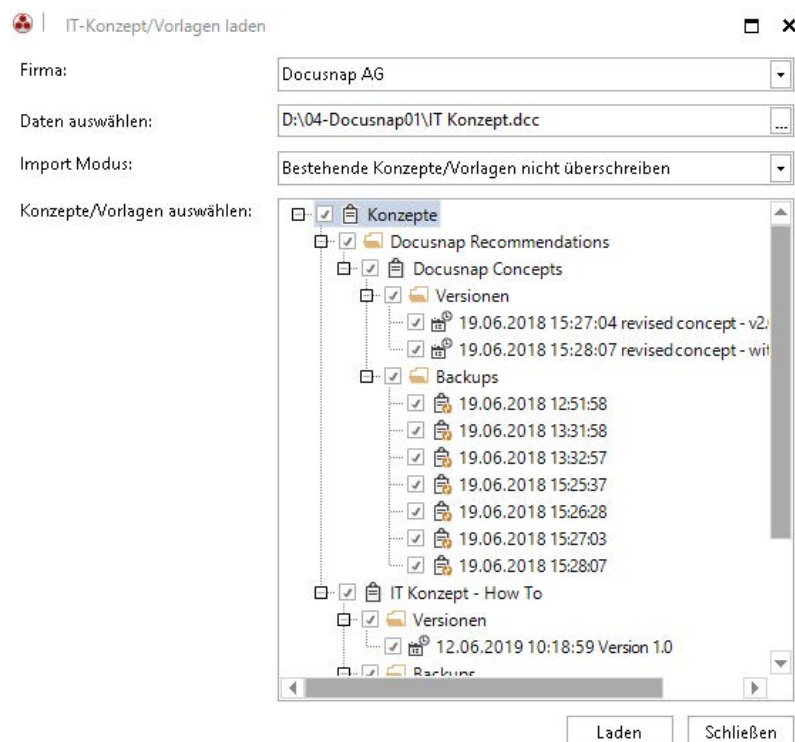 IT-Konzept/Vorlagen laden
Firma:
Docusnap AG
Daten auswählen:
D:\04-Docusnap01\IT Konzept.dcc
...
Import Modus:
Bestehende Konzepte/Vorlagen nicht überschreiben
Konzepte/Vorlagen auswählen:
Konzepte
Docusnap Recommendations
Docusnap Concepts
Versionen
19.06.2018 15:27:04 revised concept - v2.
19.06.2018 15:28:07 revised concept - wit
Backups
19.06.2018 12:51:58
19.06.2018 13:31:58
19.06.2018 13:32:57
19.06.2018 15:25:37
19.06.2018 15:26:28
19.06.2018 15:27:03
19.06.2018 15:28:07
IT Konzept - How To
Versionen
12.06.2019 10:18:59 Version 1.0
Backups
Laden
Schließen